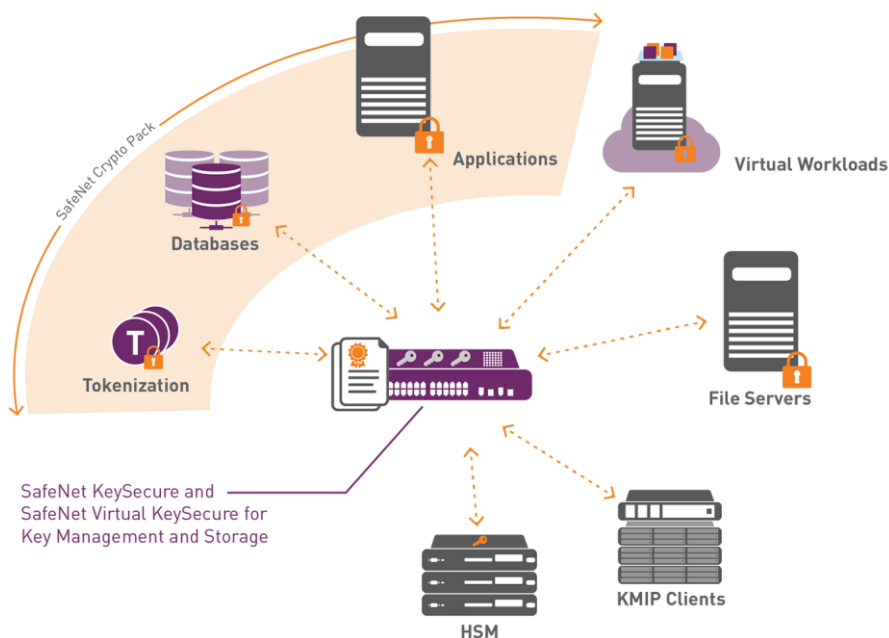 SafeNet Crypto Pack
Applications
Virtual Workloads
Databases
T
Tokenization
File Servers
SafeNet KeySecure and
SafeNet Virtual KeySecure for
Key Management and Storage
KMIP Clients
HSM